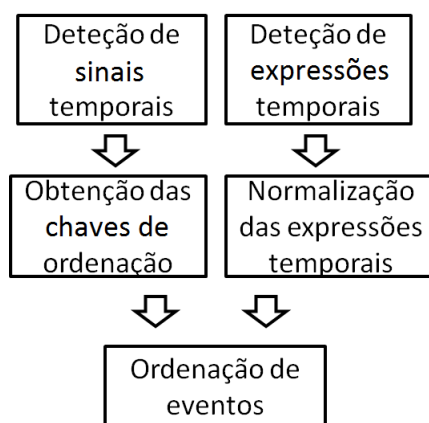 Deteção de
sinais
temporais
Deteção de
expressões
temporais
Obtenção das
chaves de
ordenação
Normalização
das expressões
temporais
Ordenação de
eventos